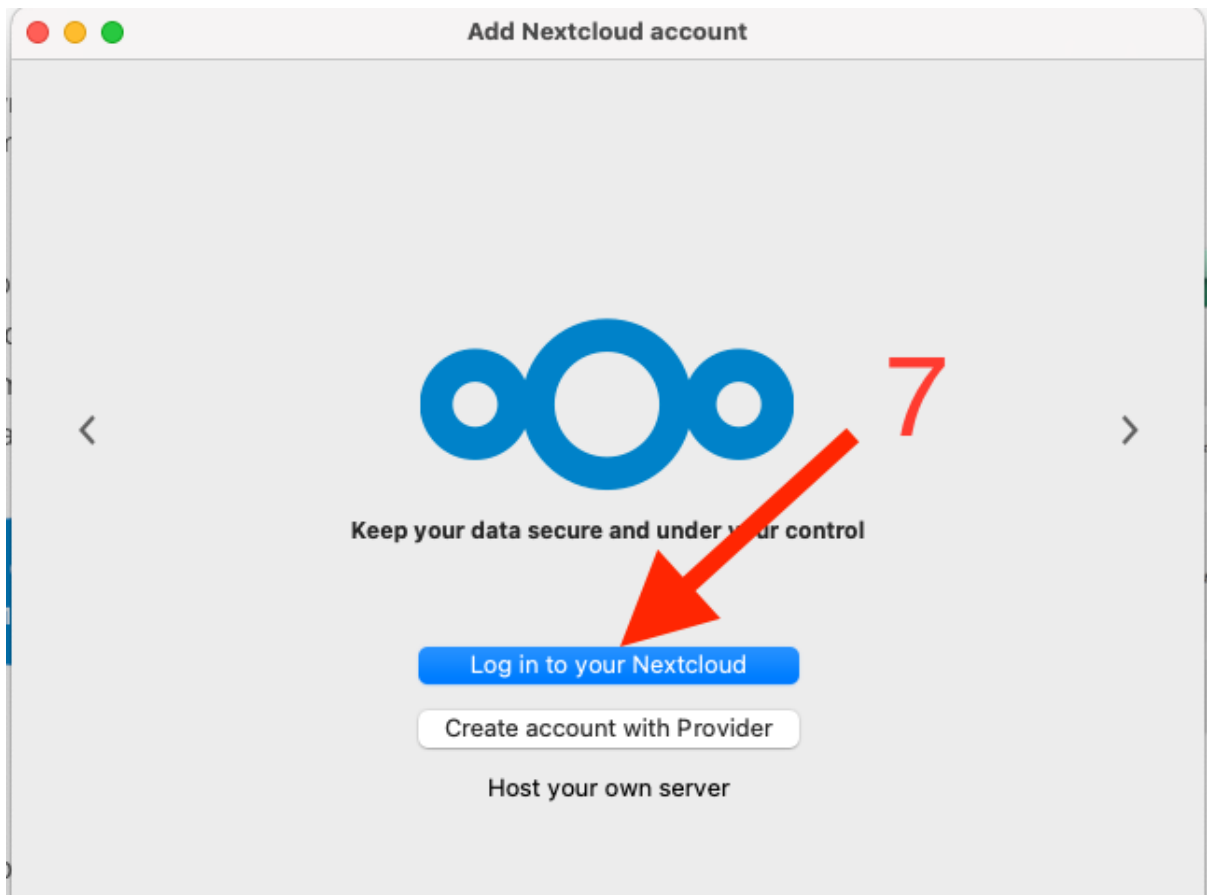 Add Nextcloud account
7
Keep your data secure and under your control
Log in to your Nextcloud
Create account with Provider
Host your own server